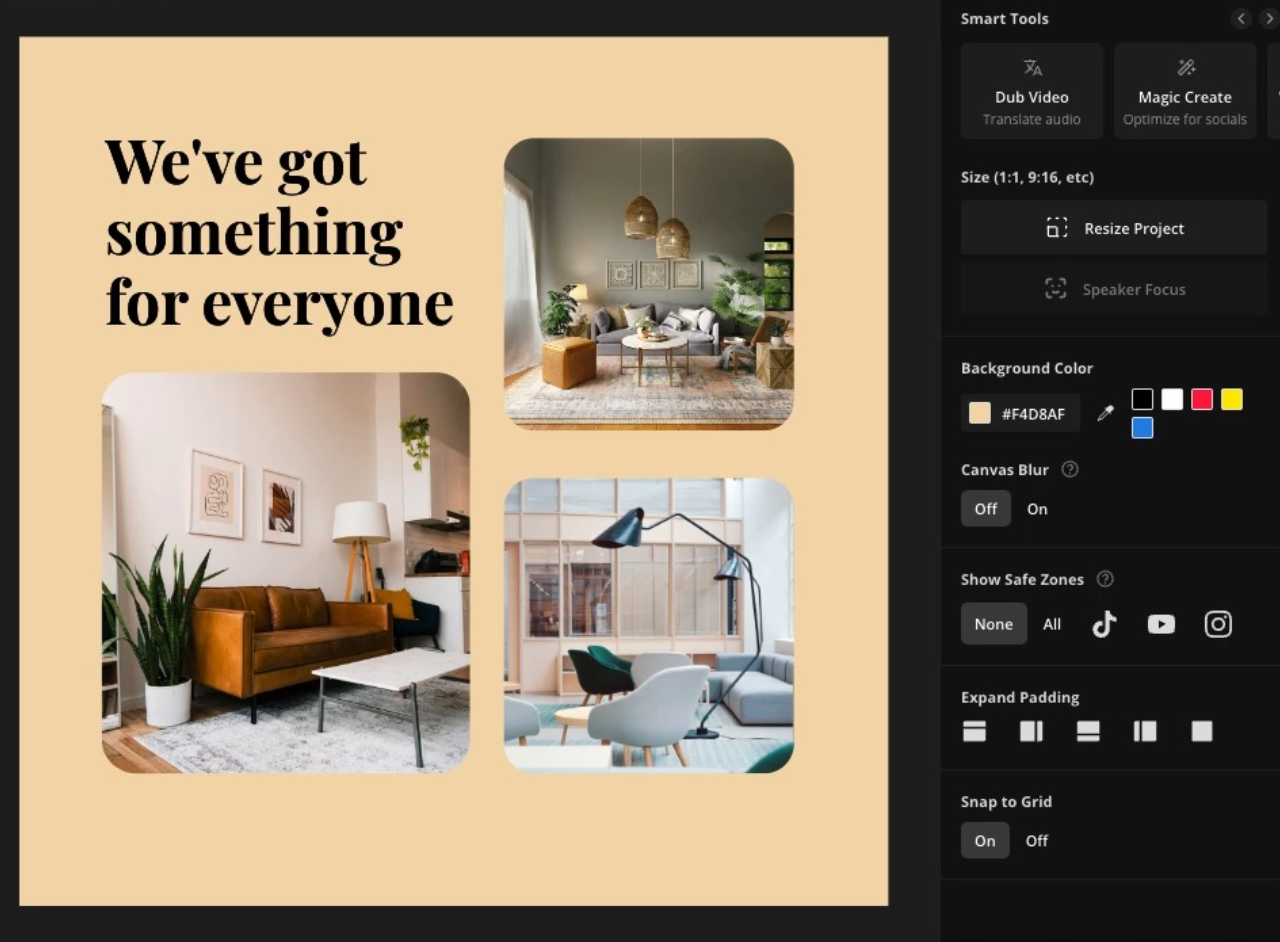 We've got
something
for everyone
Smart Tools
Dub Video
Translate audio
Magic Create
Optimize for socials
Size (1:1, 9:16, etc)
Resize Project
Speaker Focus
Background Color
#F4D8AF
Canvas Blur
Off On
Show Safe Zones
None All
Expand Padding
Snap to Grid
On Off